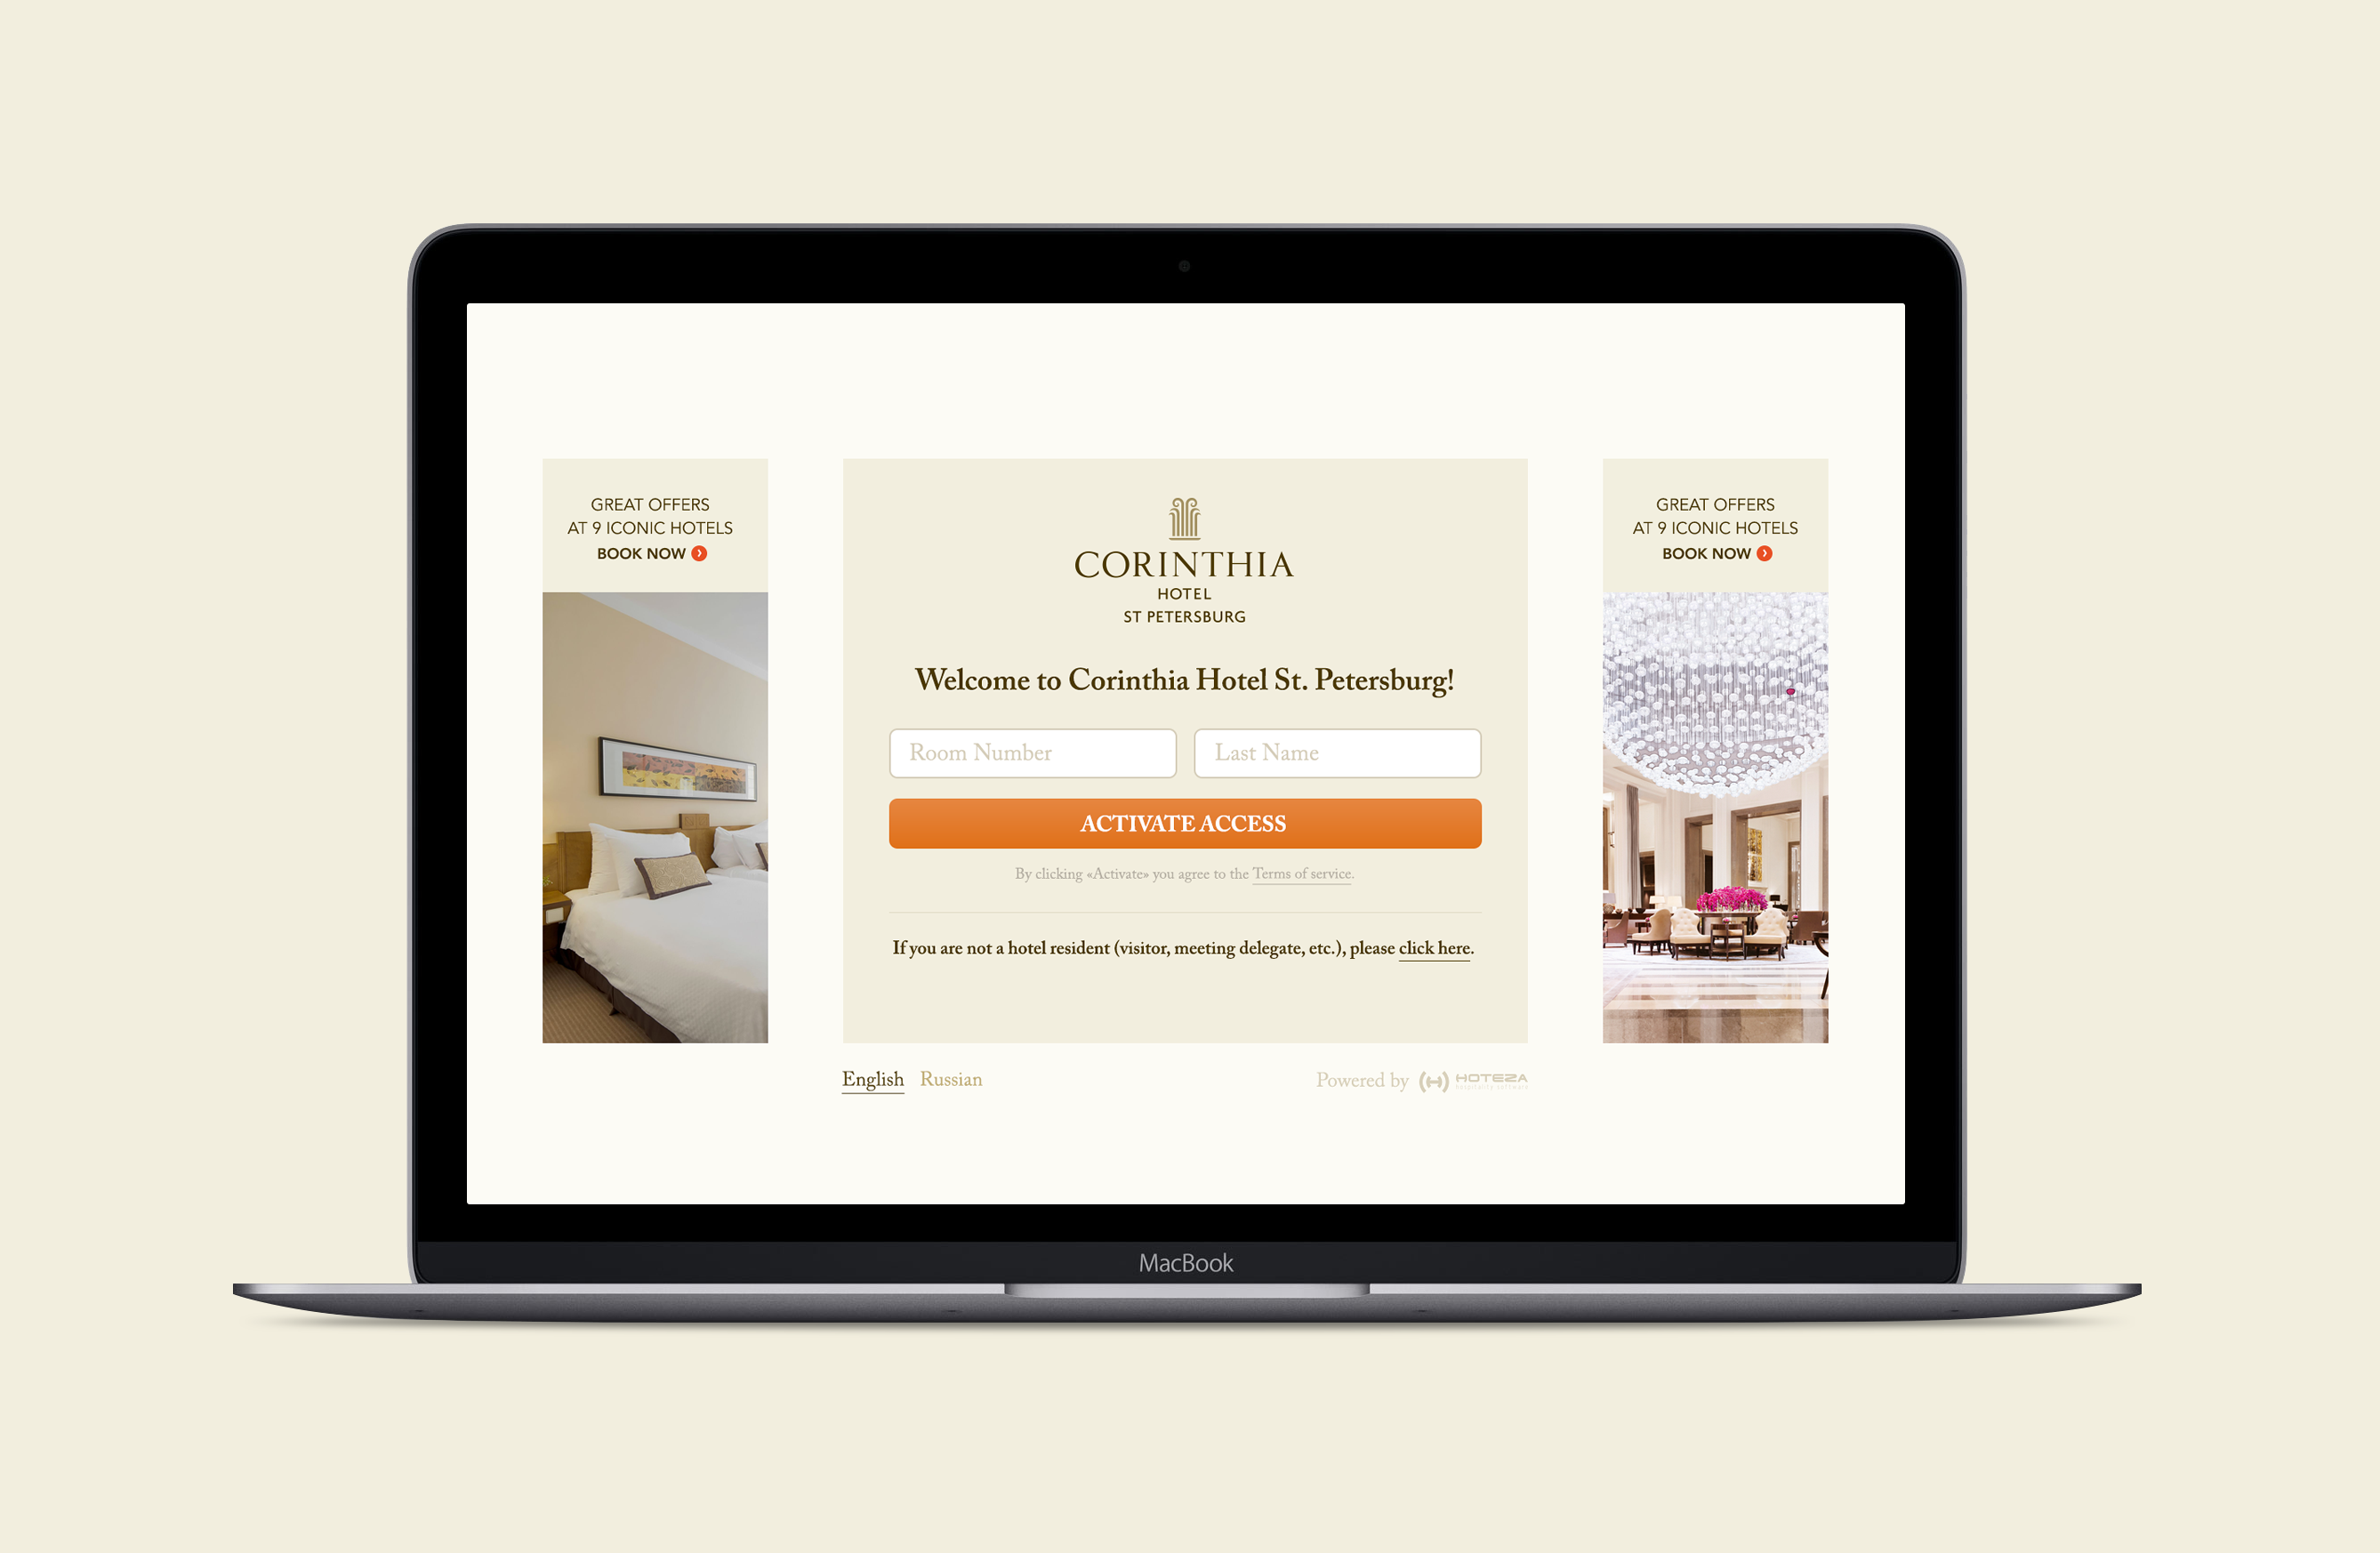 GREAT OFFERS
AT 9 ICONIC HOTELS
BOOK NOW
CORINTHIA
HOTEL
ST PETERSBURG
Welcome to Corinthia Hotel St. Petersburg!
Room Number
Last Name
ACTIVATE ACCESS
By clicking «Activate» you agree to the Terms of service.
If you are not a hotel resident (visitor, meeting delegate, etc.), please click here.
GREAT OFFERS
AT 9 ICONIC HOTELS
BOOK NOW
English Russian
Powered by HOTEZA
hospitality software
MacBook